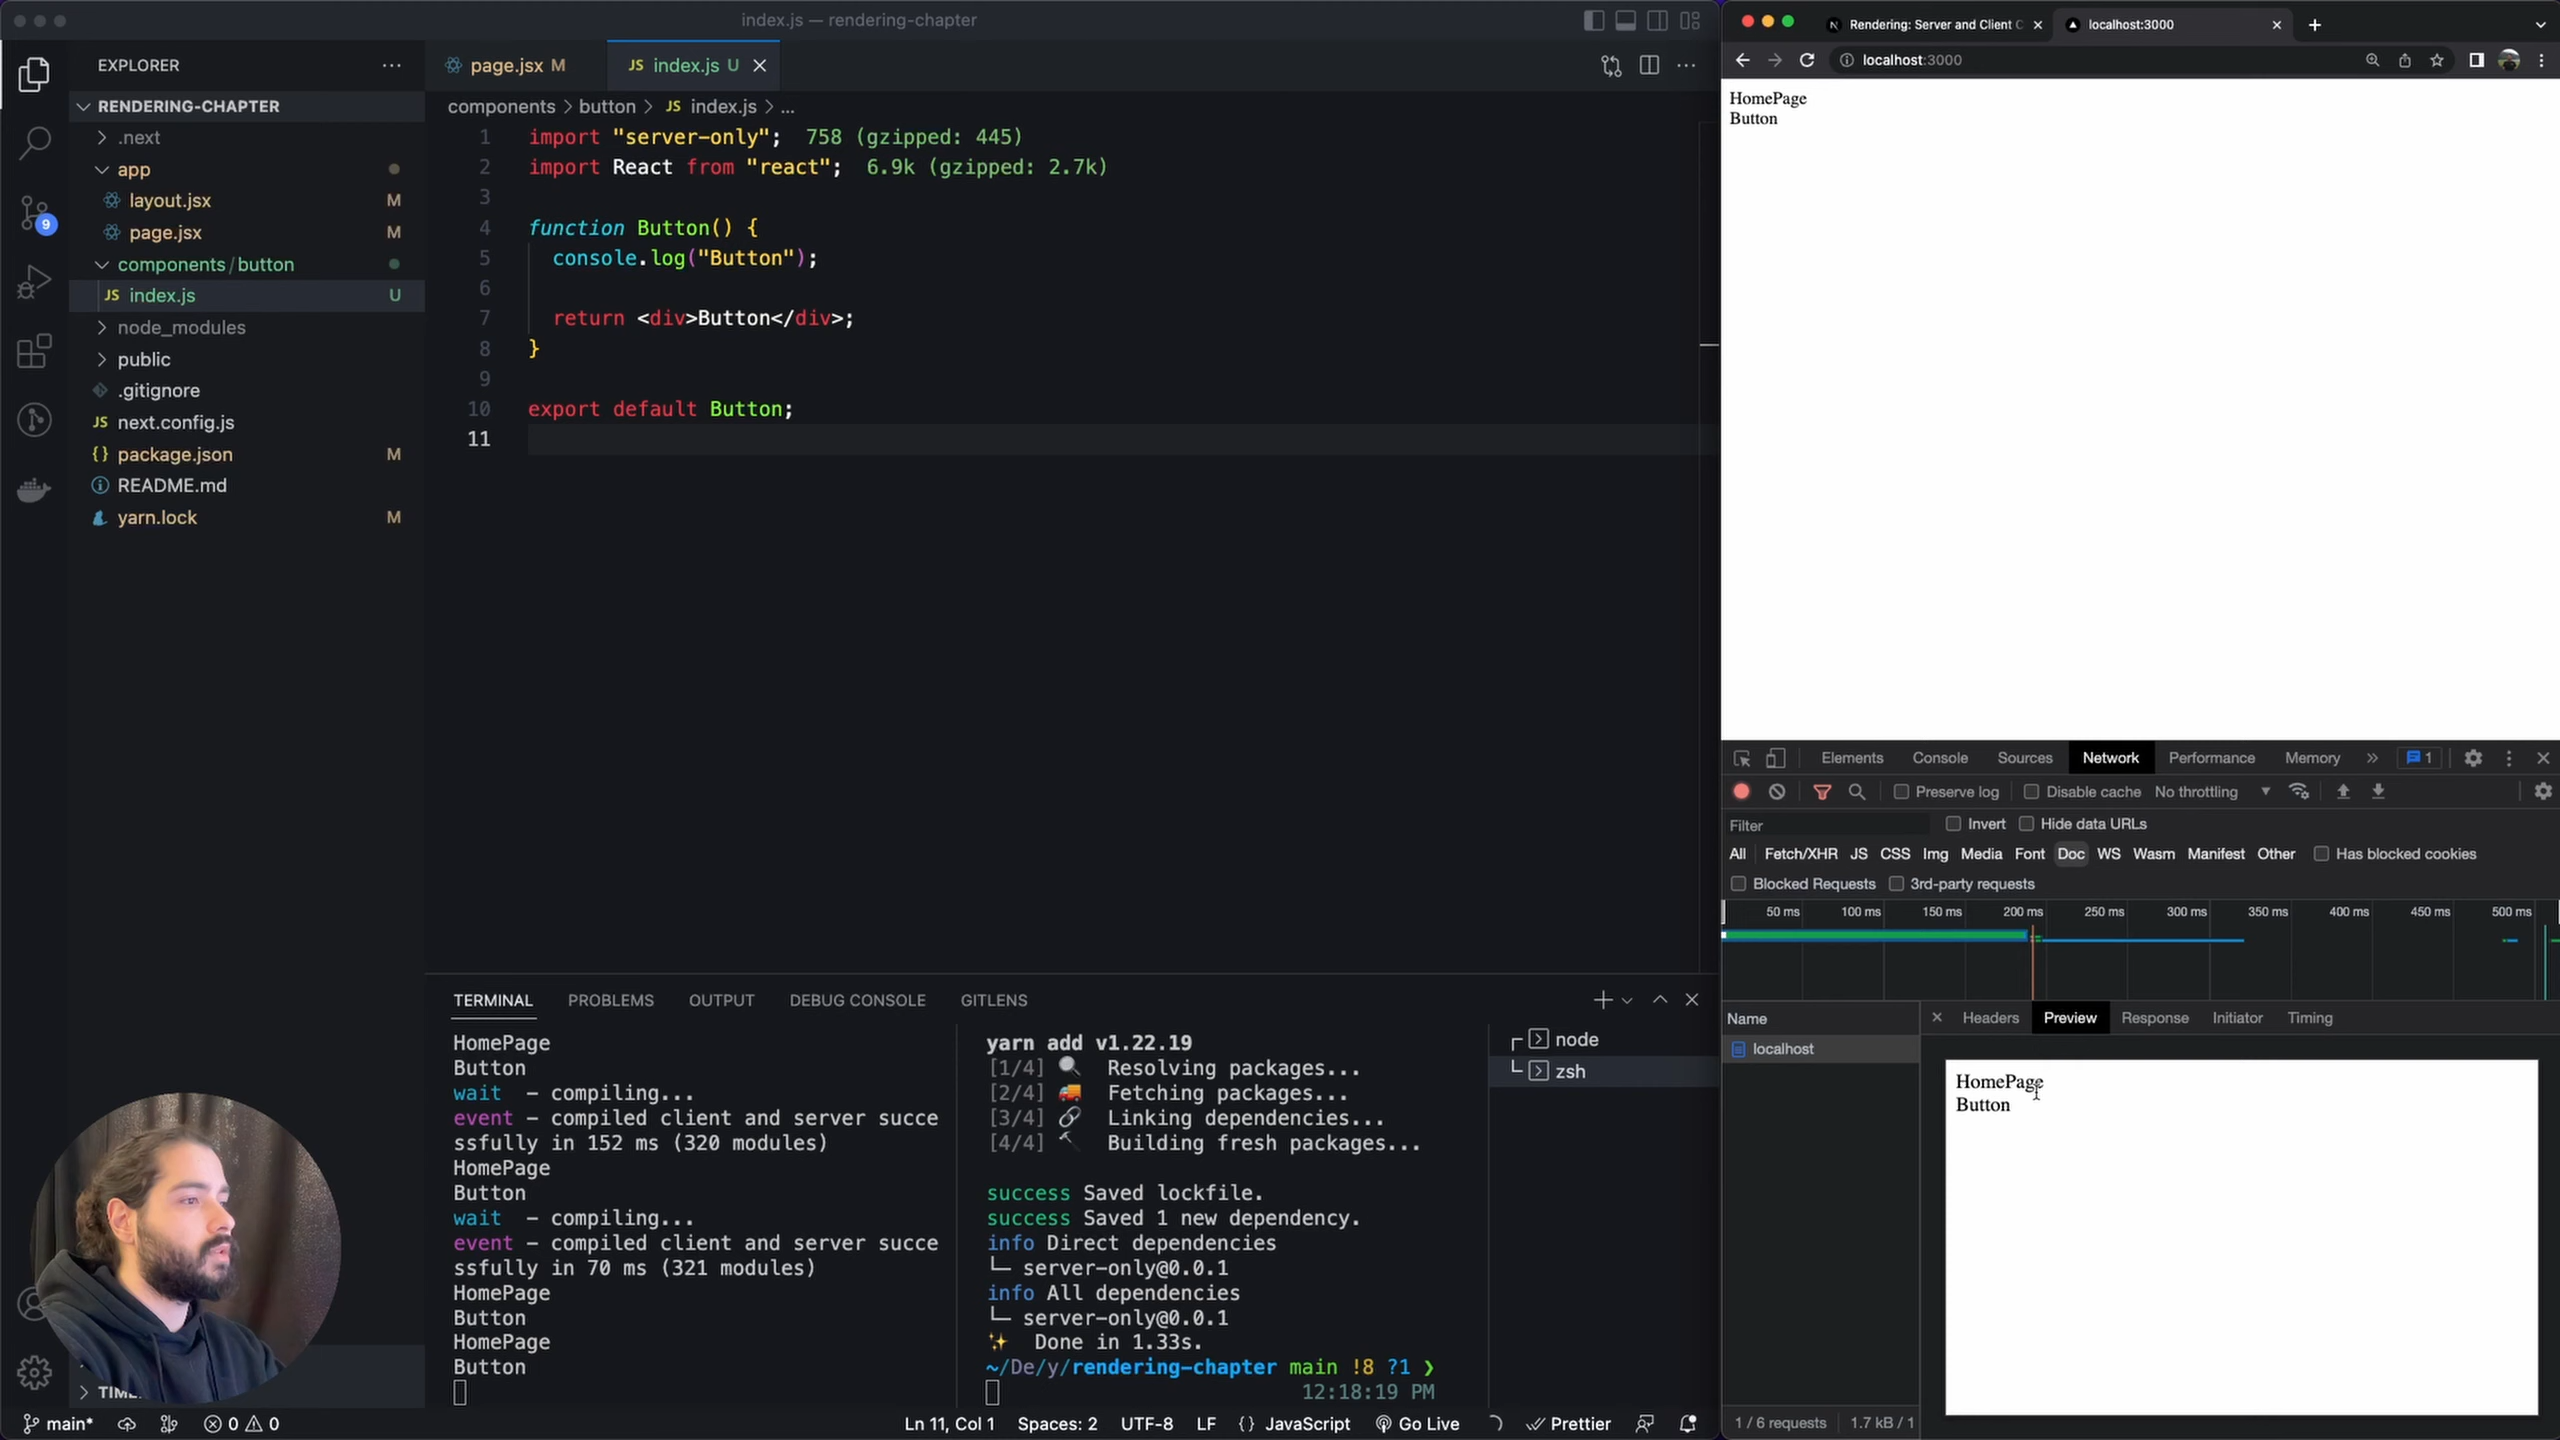 index.js — rendering-chapter
EXPLORER
RENDERING-CHAPTER
.next
app
layout.jsx M
page.jsx M
components/button
JS index.js U
node_modules
public
.gitignore
JS next.config.js
{} package.json M
README.md
yarn.lock M
9
page.jsx M
JS index.js U
components > button > JS index.js > ...
1 import "server-only"; 758 (gzipped: 445)
2 import React from "react"; 6.9k (gzipped: 2.7k)
3
4 function Button() {
5 console.log("Button");
6
7 return <div>Button</div>;
8 }
9
10 export default Button;
11
TERMINAL PROBLEMS OUTPUT DEBUG CONSOLE GITLENS
HomePage
Button
wait - compiling...
event - compiled client and server succe
ssfully in 152 ms (320 modules)
HomePage
Button
wait - compiling...
event - compiled client and server succe
ssfully in 70 ms (321 modules)
HomePage
Button
HomePage
Button
yarn add v1.22.19
[1/4] Resolving packages...
[2/4] Fetching packages...
[3/4] Linking dependencies...
[4/4] Building fresh packages...
success Saved lockfile.
success Saved 1 new dependency.
info Direct dependencies
└─ server-only@0.0.1
info All dependencies
└─ server-only@0.0.1
Done in 1.33s.
~/De/y/rendering-chapter main !8 ?1 ❯
12:18:19 PM
node
zsh
main* 0 0
Ln 11, Col 1 Spaces: 2 UTF-8 LF {} JavaScript Go Live Prettier
Rendering: Server and Client C
localhost:3000
localhost:3000
HomePage
Button
Elements Console Sources Network Performance Memory » 1
Preserve log Disable cache No throttling
Filter Invert Hide data URLs
All Fetch/XHR JS CSS Img Media Font Doc WS Wasm Manifest Other Has blocked cookies
Blocked Requests 3rd-party requests
50 ms 100 ms 150 ms 200 ms 250 ms 300 ms 350 ms 400 ms 450 ms 500 ms
Name
localhost
Headers Preview Response Initiator Timing
HomePage
Button
1 / 6 requests 1.7 kB / 1